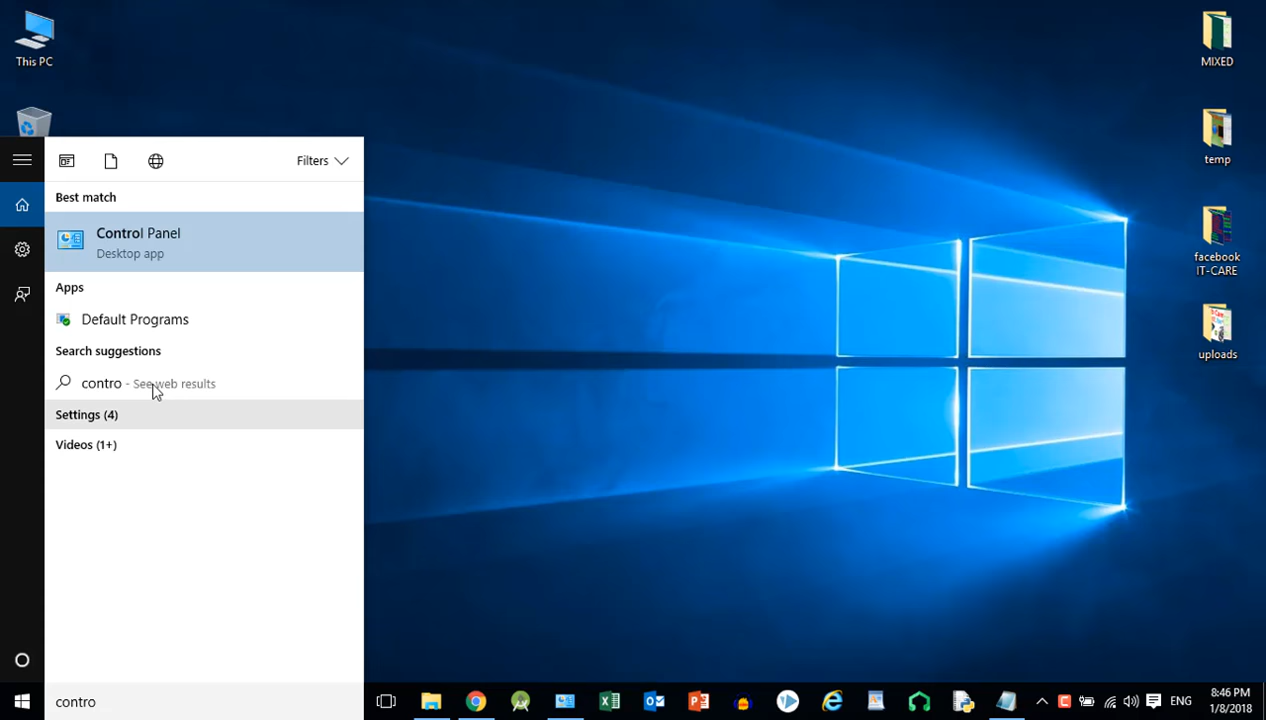 This PC
Filters
Best match
Control Panel
Desktop app
Apps
Default Programs
Search suggestions
contro - See web results
Settings (4)
Videos (1+)
contro
MIXED
temp
facebook
IT-CARE
uploads
ENG
8:46 PM
1/8/2018